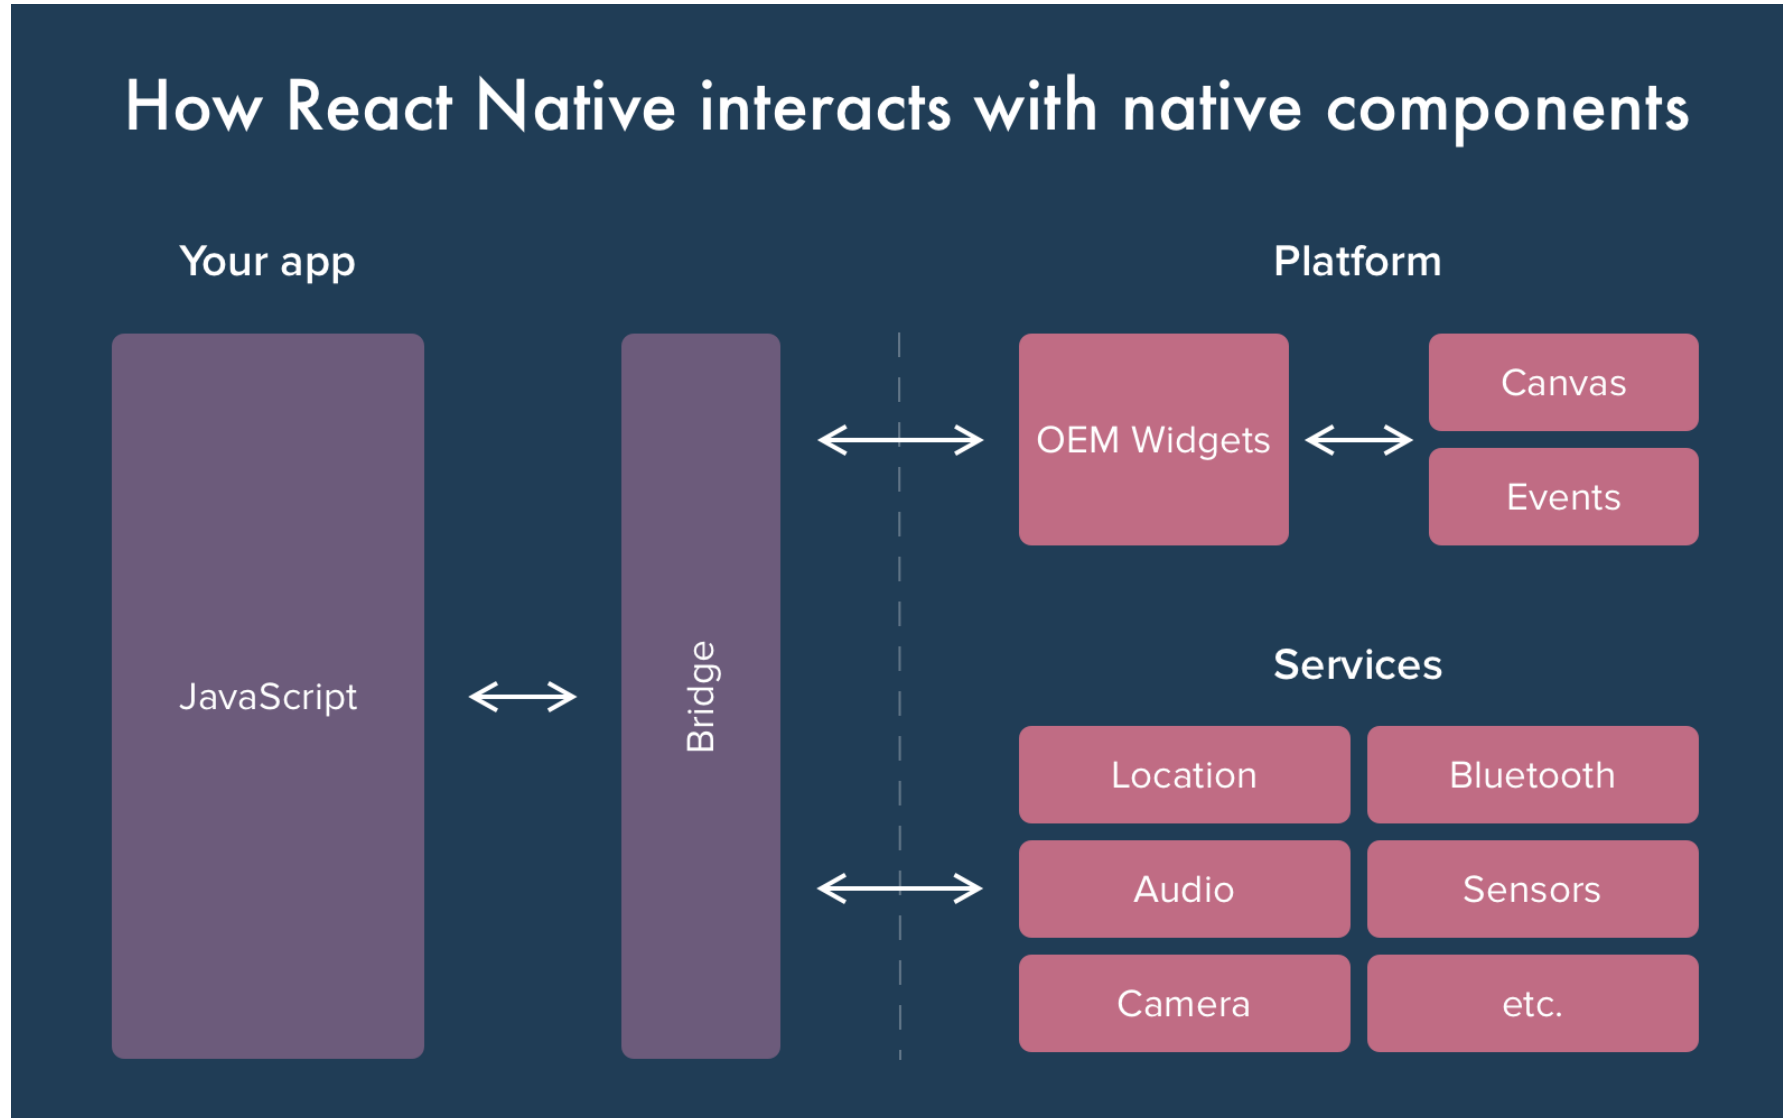 How React Native interacts with native components
Your app
JavaScript
Bridge
Platform
OEM Widgets
Canvas
Events
Services
Location
Bluetooth
Audio
Sensors
Camera
etc.